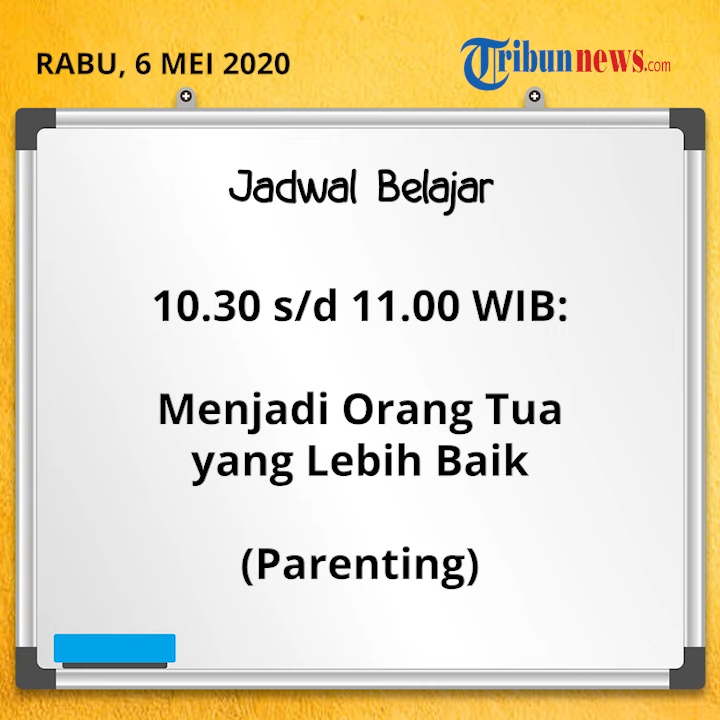 RABU, 6 MEI 2020
Tribunnews.com
Jadwal Belajar
10.30 s/d 11.00 WIB:
Menjadi Orang Tua
yang Lebih Baik
(Parenting)